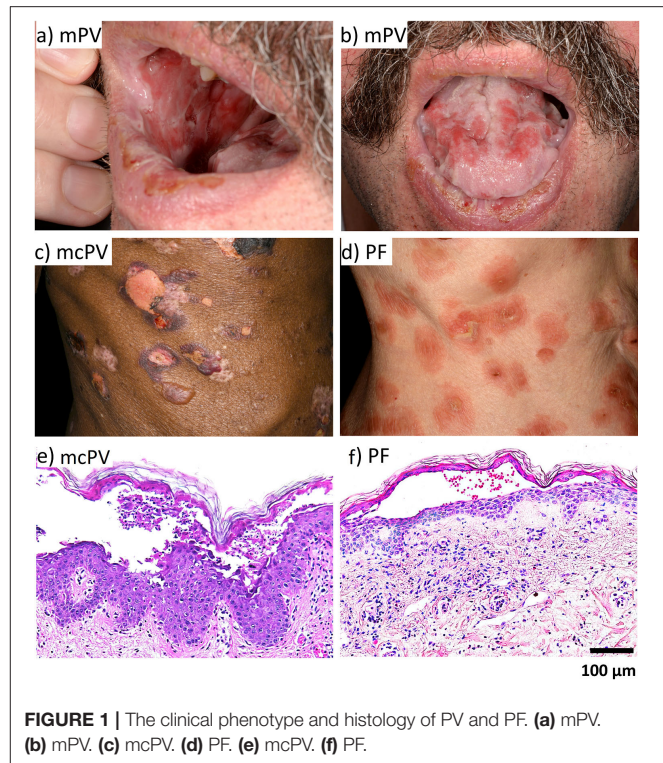 a) mPV
b) mPV
c) mcPV
d) PF
e) mcPV
f) PF
100 μm
FIGURE 1 | The clinical phenotype and histology of PV and PF. (a) mPV.
(b) mPV. (c) mcPV. (d) PF. (e) mcPV. (f) PF.